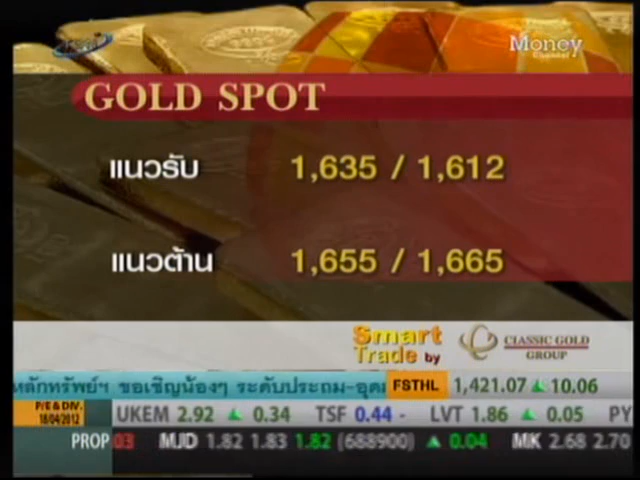 Money
Channel
GOLD SPOT
แนวรับ 1,635 / 1,612
แนวต้าน 1,655 / 1,665
Smart
Trade by
CLASSIC GOLD
GROUP
หลักทรัพย์ฯ ขอเชิญน้องๆ ระดับประถม-อุดม FSTHL 1,421.07 10.06
P/E & DIV. UKEM 2.92 0.34 TSF 0.44 - LVT 1.86 0.05 PY
18/04/2012
PROP 03 MJD 1.82 1.83 1.82 (688900) 0.04 MK 2.68 2.70